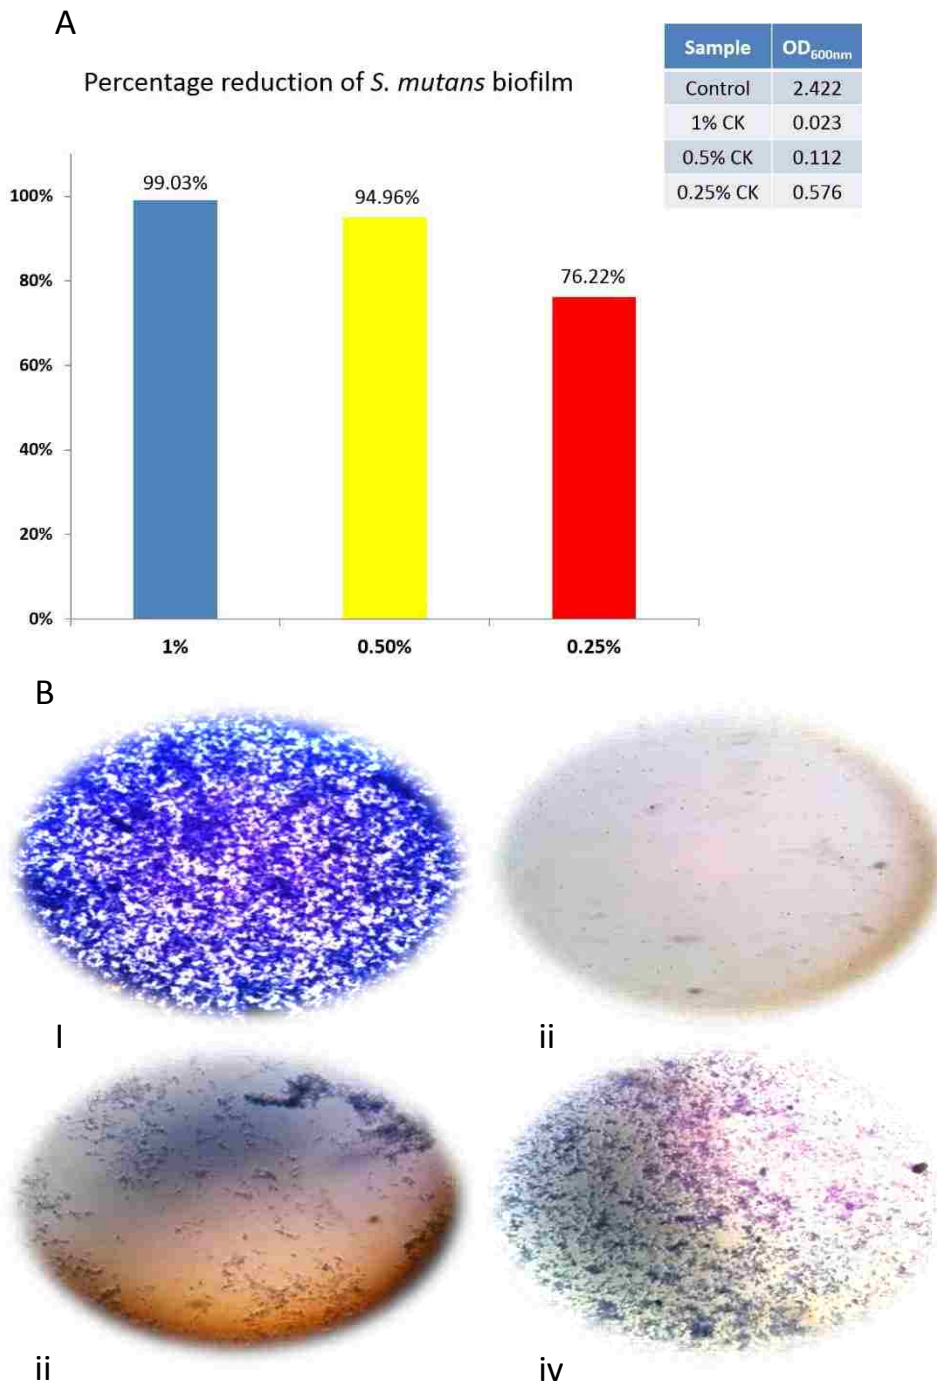 A
Percentage reduction of S. mutans biofilm
Sample OD600nm
Control 2.422
1% CK 0.023
0.5% CK 0.112
0.25% CK 0.576
100%
80%
60%
40%
20%
0%
99.03%
94.96%
76.22%
1% 0.50% 0.25%
B
I ii
ii iv